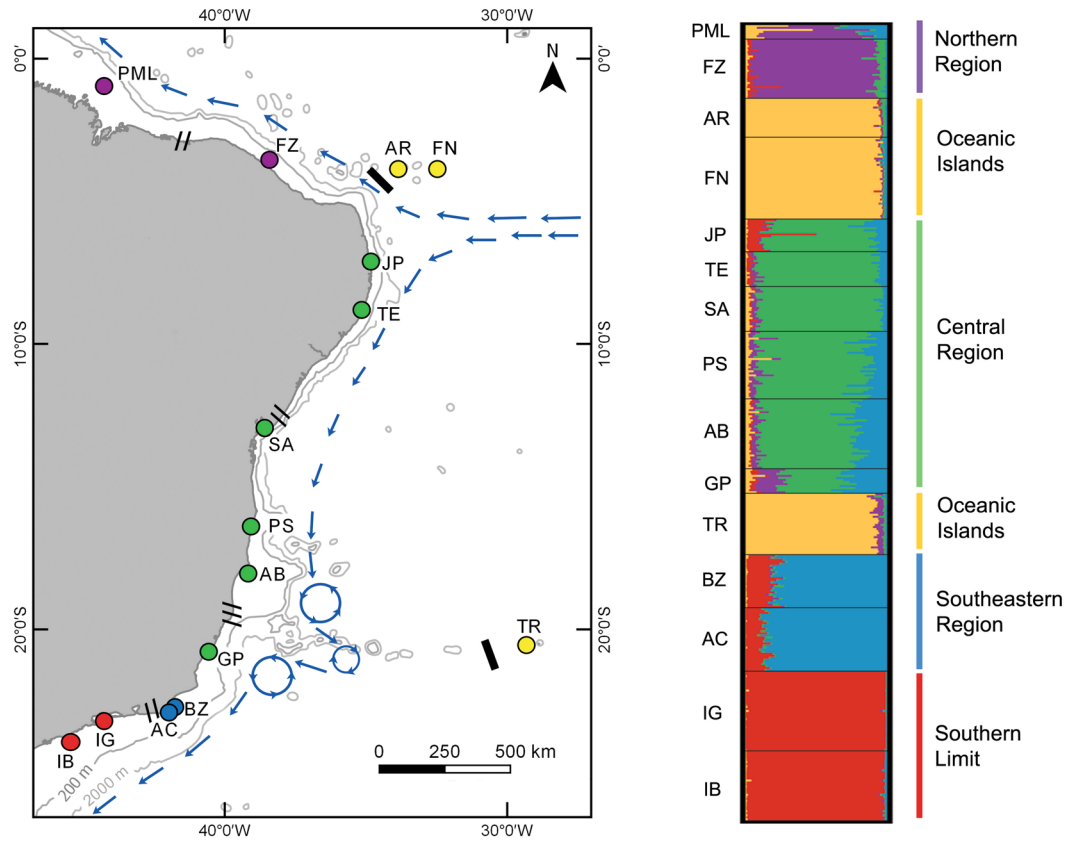 40°0'W
30°0'W
0°0'
0°0'
N
PML
FZ
AR
FN
JP
TE
10°0'S
10°0'S
SA
PS
AB
20°0'S
20°0'S
TR
GP
BZ
AC
IG
IB
0
250
500 km
200 m
2000 m
40°0'W
30°0'W
PML
FZ
AR
FN
JP
TE
SA
PS
AB
GP
TR
BZ
AC
IG
IB
Northern
Region
Oceanic
Islands
Central
Region
Oceanic
Islands
Southeastern
Region
Southern
Limit